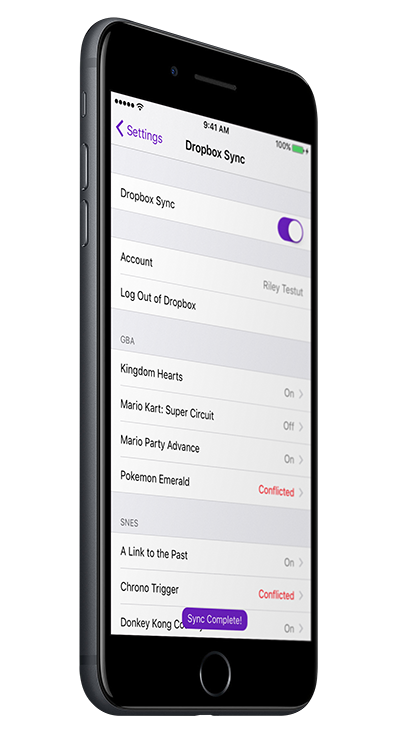 9:41 AM
100%
Settings
Dropbox Sync
Dropbox Sync
Account
Riley Testut
Log Out of Dropbox
GBA
Kingdom Hearts
On
Mario Kart: Super Circuit
Off
Mario Party Advance
On
Pokemon Emerald
Conflicted
SNES
A Link to the Past
On
Chrono Trigger
Conflicted
Donkey Kong
On
Sync Complete!